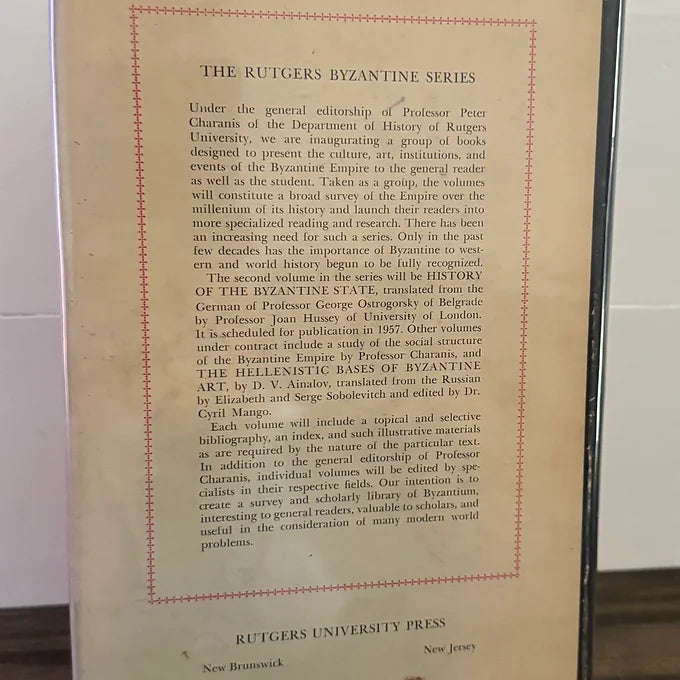 THE RUTGERS BYZANTINE SERIES
Under the general editorship of Professor Peter
Charanis of the Department of History of Rutgers
University, we are inaugurating a group of books
designed to present the culture, art, institutions, and
events of the Byzantine Empire to the general reader
as well as the student. Taken as a group, the volumes
will constitute a broad survey of the Empire over the
millenium of its history and launch their readers into
more specialized reading and research. There has been
an increasing need for such a series. Only in the past
few decades has the importance of Byzantine to west-
ern and world history begun to be fully recognized.
The second volume in the series will be HISTORY
OF THE BYZANTINE STATE, translated from the
German of Professor George Ostrogorsky of Belgrade
by Professor Joan Hussey of University of London.
It is scheduled for publication in 1957. Other volumes
under contract include a study of the social structure
of the Byzantine Empire by Professor Charanis, and
THE HELLENISTIC BASES OF BYZANTINE
ART, by D. V. Ainalov, translated from the Russian
by Elizabeth and Serge Sobolevitch and edited by Dr.
Cyril Mango.
Each volume will include a topical and selective
bibliography, an index, and such illustrative materials
as are required by the nature of the particular text.
In addition to the general editorship of Professor
Charanis, individual volumes will be edited by spe-
cialists in their respective fields. Our intention is to
create a survey and scholarly library of Byzantium,
interesting to general readers, valuable to scholars, and
useful in the consideration of many modern world
problems.
RUTGERS UNIVERSITY PRESS
New Brunswick New Jersey